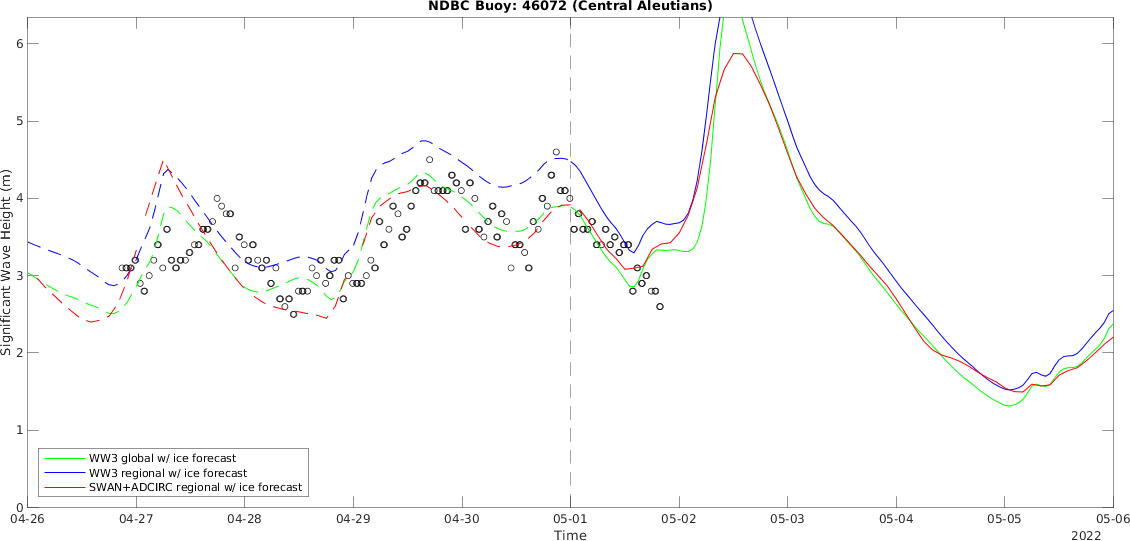 NDBC Buoy: 46072 (Central Aleutians)
6
5
4
3
2
1
0
Significant Wave Height (m)
WW3 global w/ ice forecast
WW3 regional w/ ice forecast
SWAN+ADCIRC regional w/ ice forecast
04-26 04-27 04-28 04-29 04-30 05-01 05-02 05-03 05-04 05-05 05-06
Time
2022